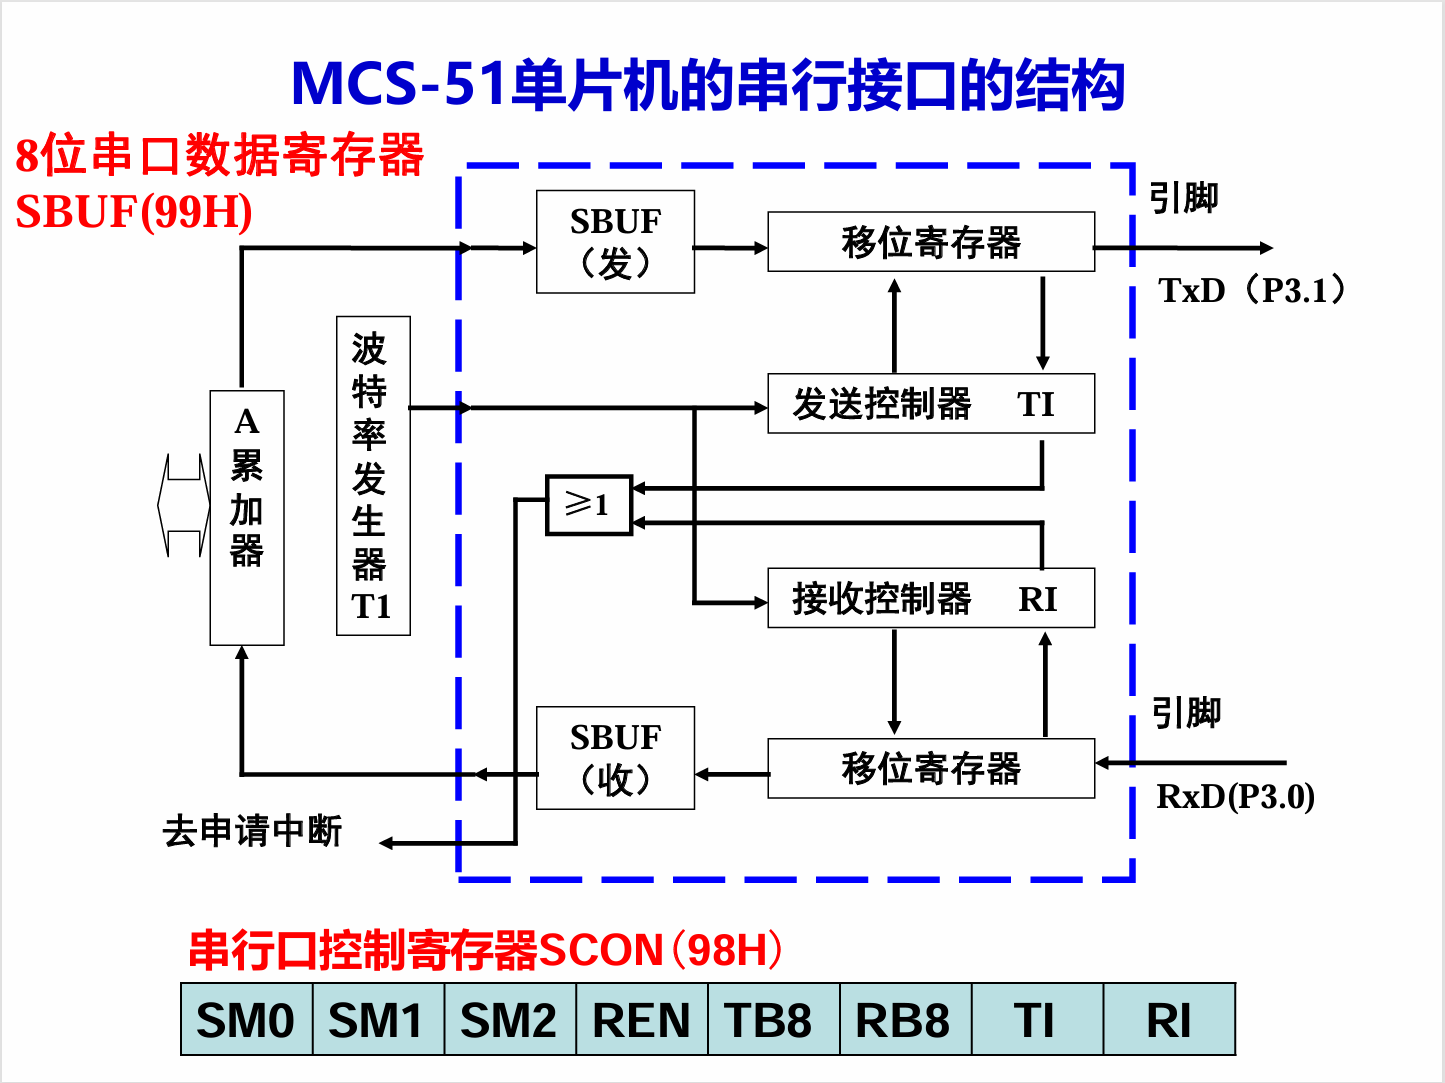 MCS-51单片机的串行接口的结构
8位串口数据寄存器
SBUF(99H)
引脚
SBUF
（发）
移位寄存器
TxD（P3.1）
波
特
率
发
生
器
T1
A
累
加
器
发送控制器 TI
≥1
接收控制器 RI
引脚
SBUF
（收）
移位寄存器
RxD(P3.0)
去申请中断
串行口控制寄存器SCON(98H)
SM0 SM1 SM2 REN TB8 RB8 TI RI